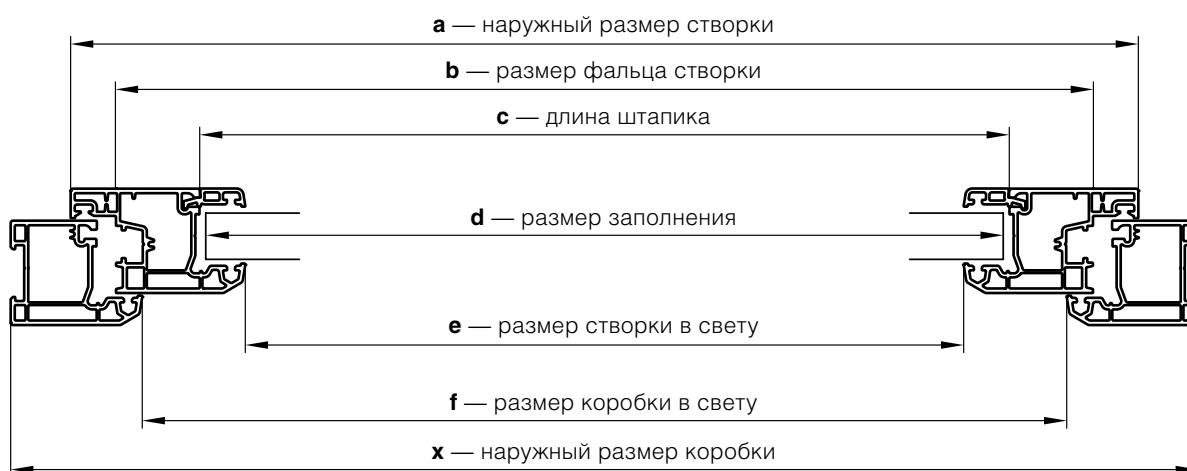 a — наружный размер створки
b — размер фальца створки
c — длина штапика
d — размер заполнения
e — размер створки в свету
f — размер коробки в свету
x — наружный размер коробки